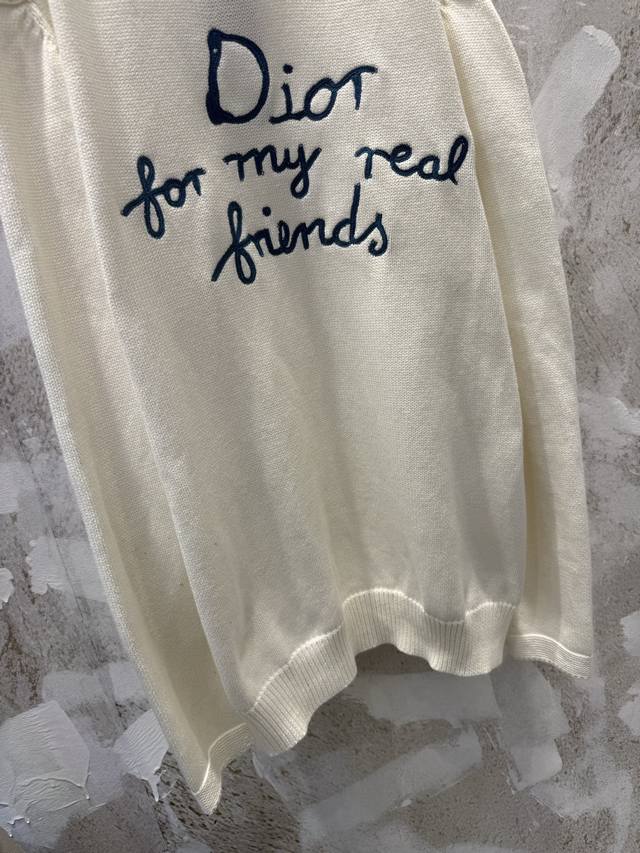 Dior
for my real
friends